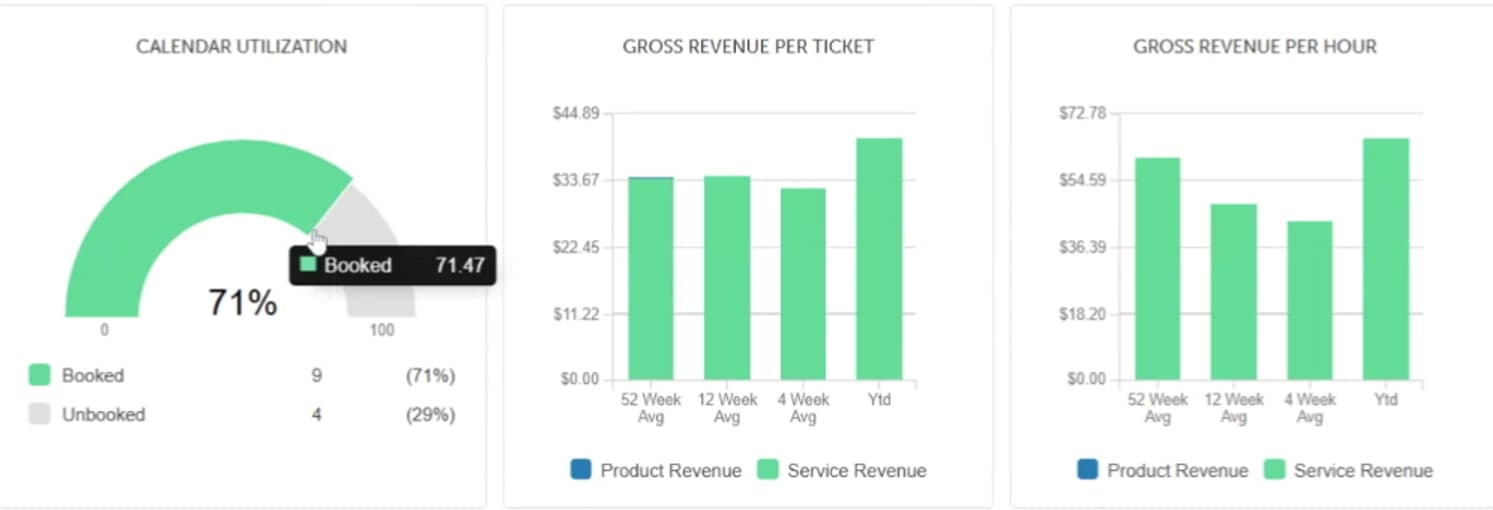 CALENDAR UTILIZATION
71%
0
100
Booked 71.47
Booked 9 (71%)
Unbooked 4 (29%)
GROSS REVENUE PER TICKET
$44.89
$33.67
$22.45
$11.22
$0.00
52 Week Avg
12 Week Avg
4 Week Avg
Ytd
Product Revenue Service Revenue
GROSS REVENUE PER HOUR
$72.78
$54.59
$36.39
$18.20
$0.00
52 Week Avg
12 Week Avg
4 Week Avg
Ytd
Product Revenue Service Revenue